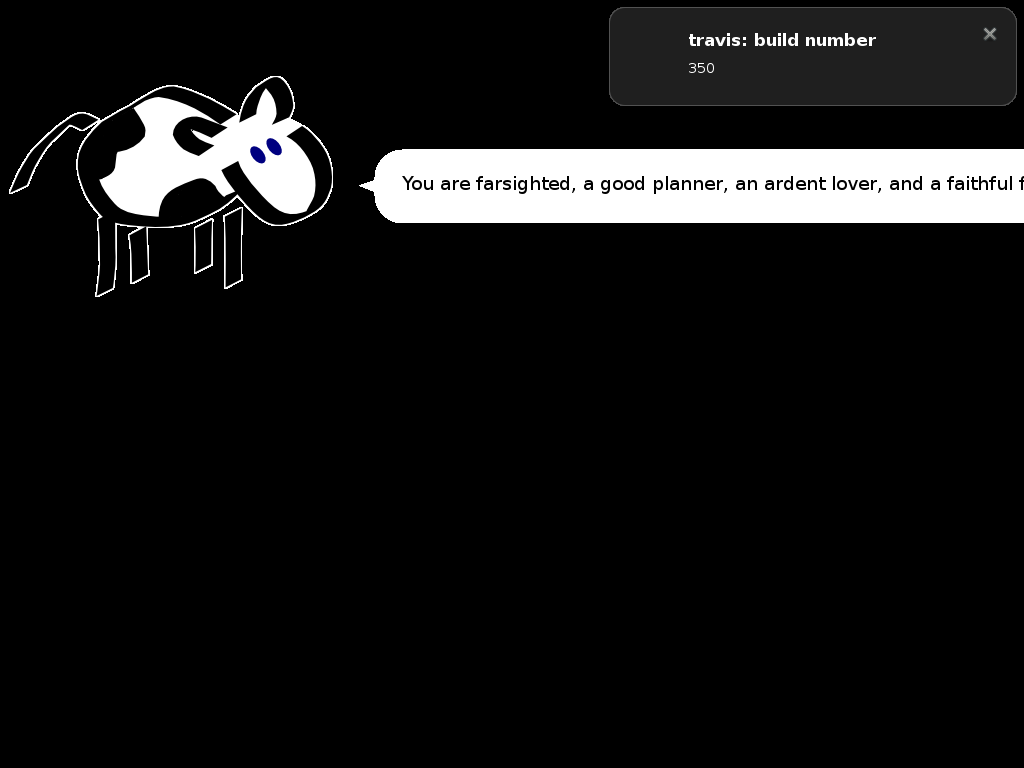 travis: build number
350
You are farsighted, a good planner, an ardent lover, and a faithful